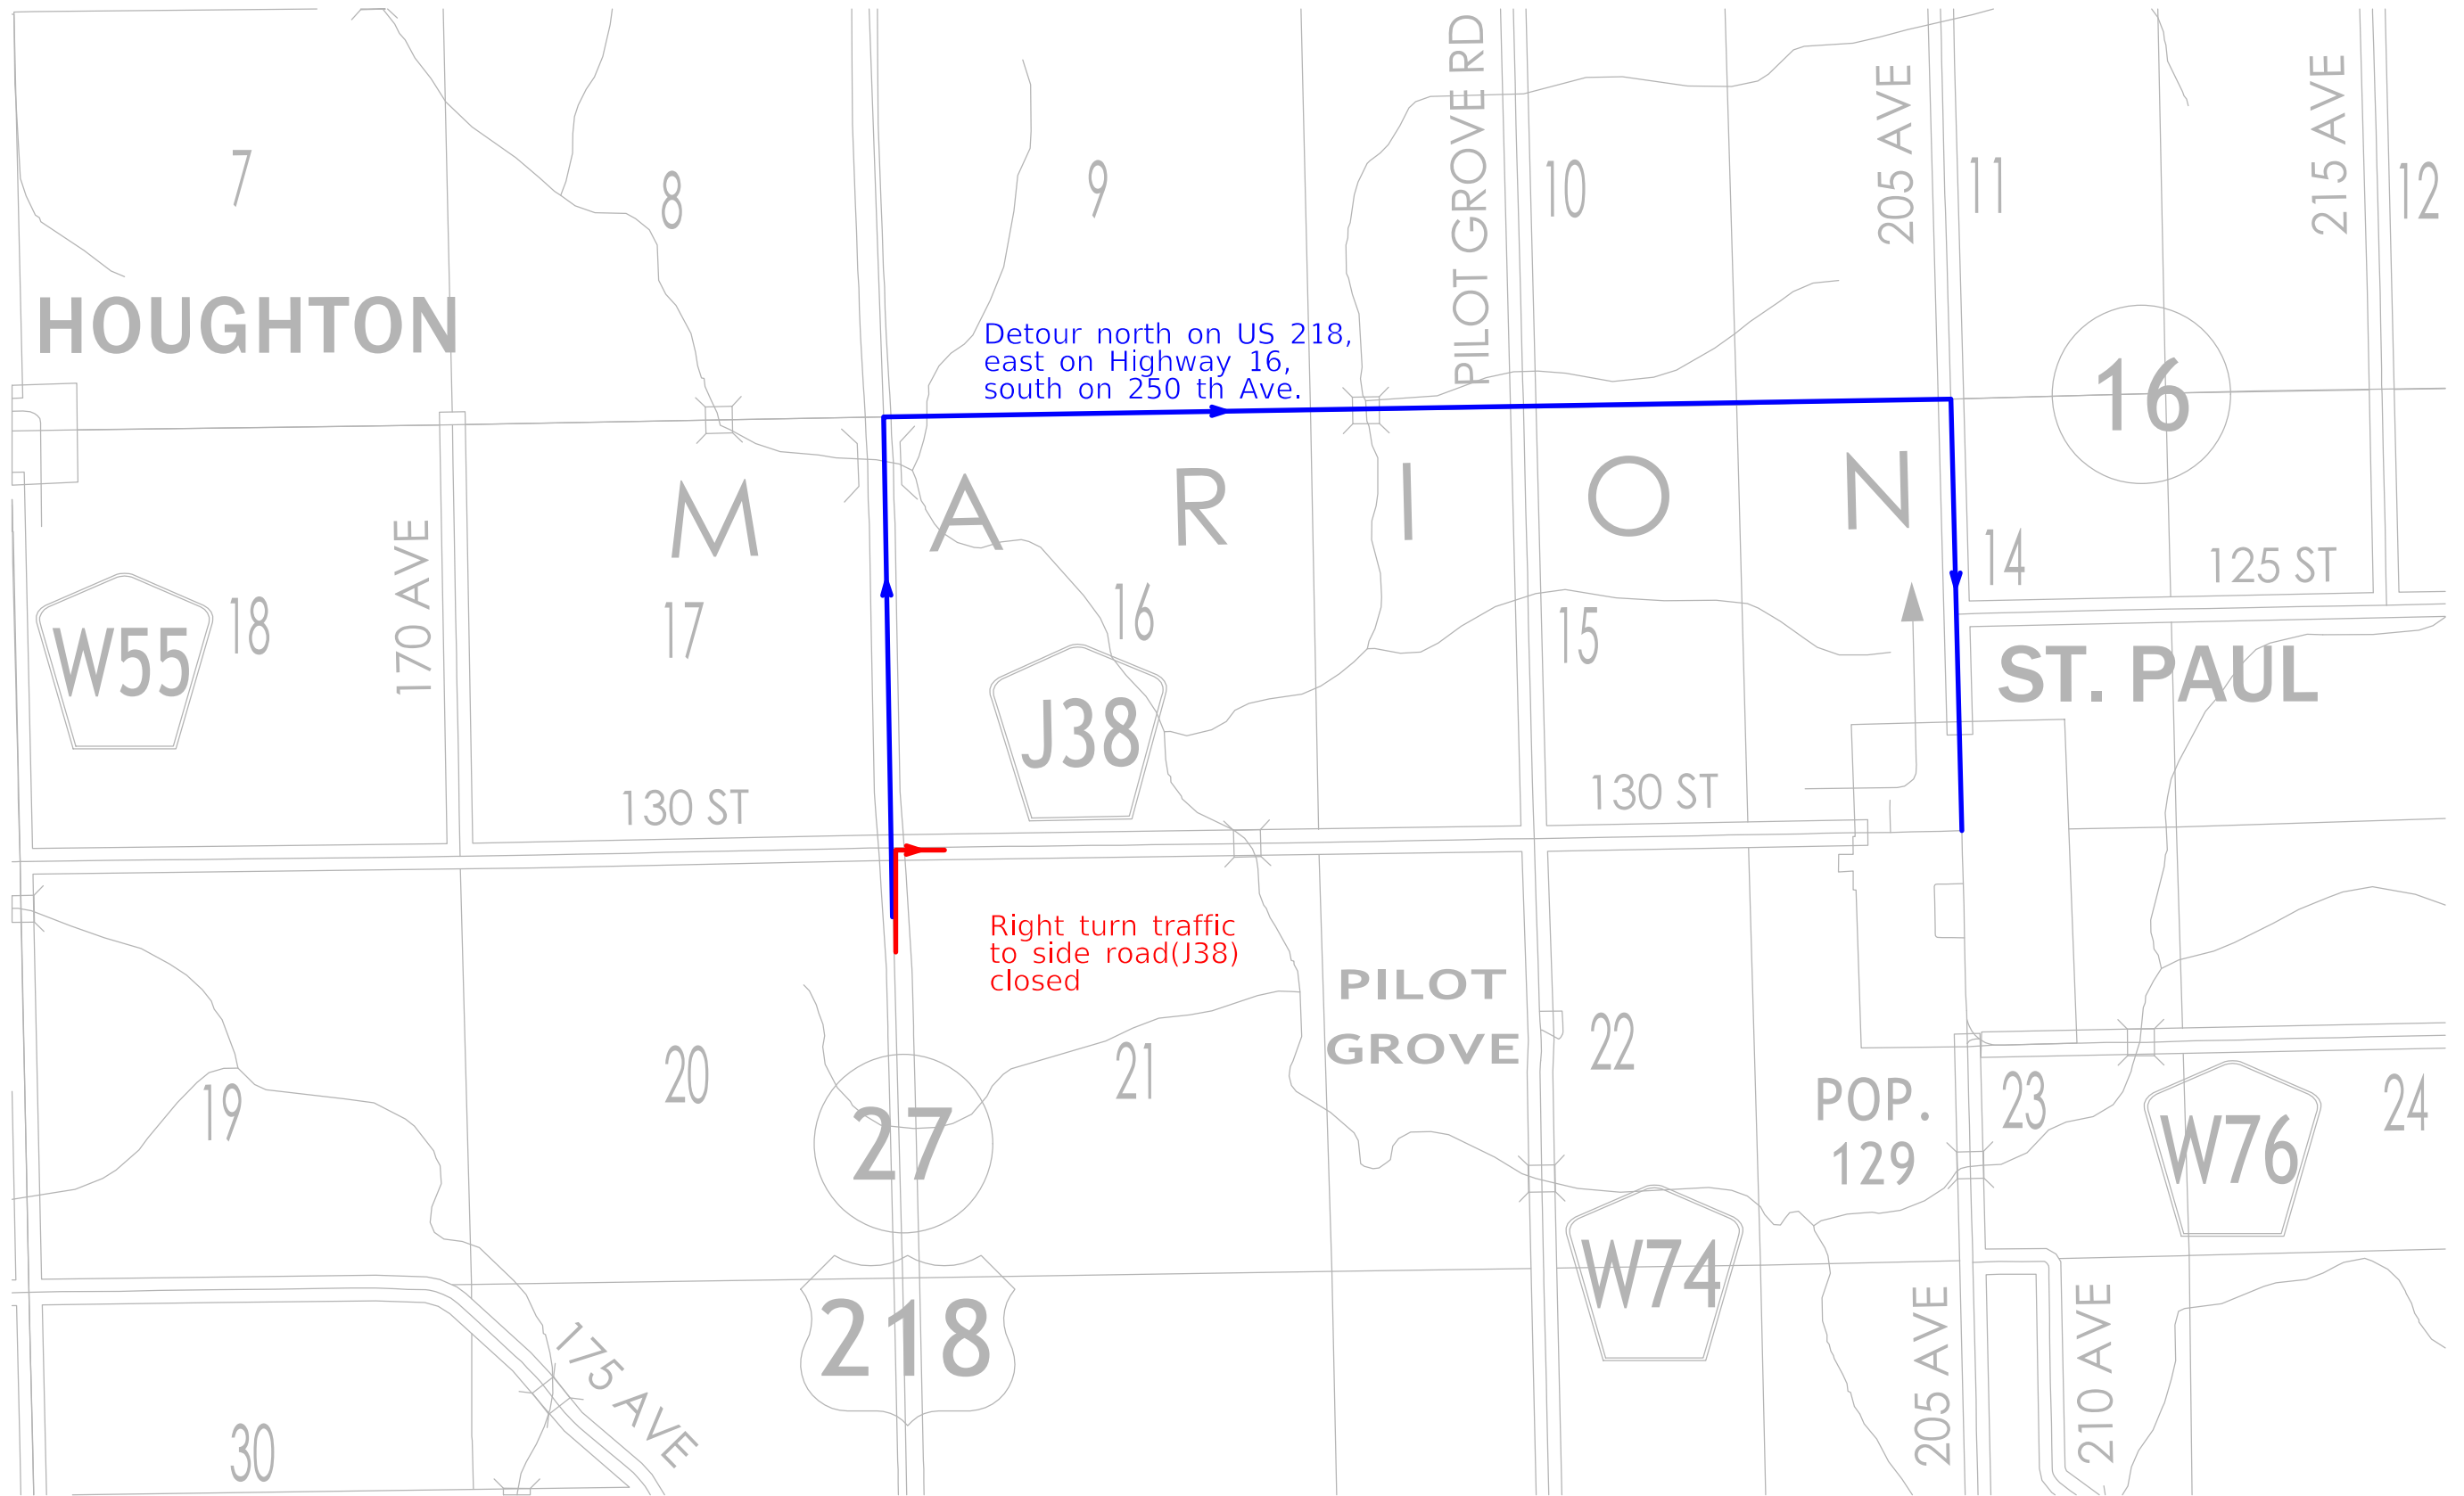 PILOT GROVE RD
205 AVE
215 AVE
7
8
9
10
11
12
HOUGHTON
Detour north on US 218,
east on Highway 16,
south on 250 th Ave.
16
MARION
170 AVE
W55
18
17
16
15
14
125 ST
J38
ST. PAUL
130 ST
130 ST
Right turn traffic
to side road(J38)
closed
PILOT
GROVE
19
20
21
22
23
24
27
POP.
129
W76
W74
218
175 AVE
205 AVE
210 AVE
30